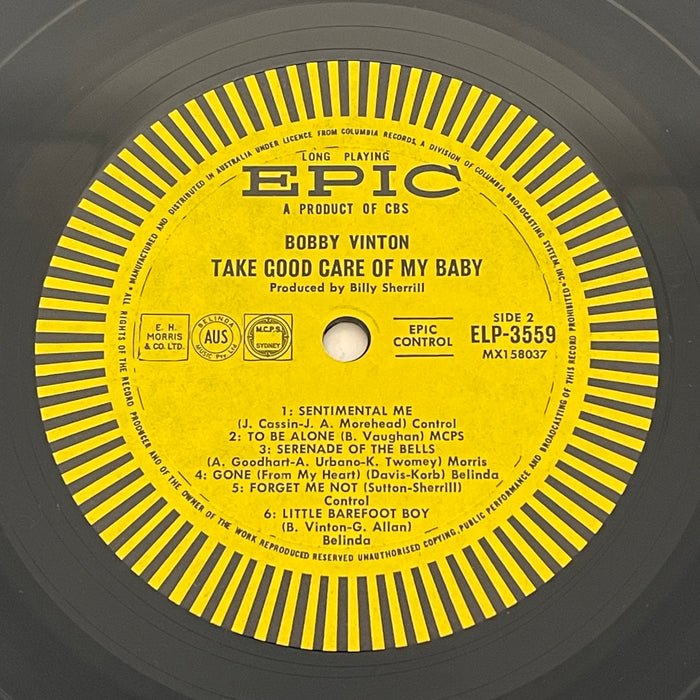 • MANUFACTURED AND DISTRIBUTED IN AUSTRALIA UNDER LICENCE FROM COLUMBIA RECORDS, A DIVISION OF COLUMBIA BROADCASTING SYSTEM, INC. •
LONG PLAYING
EPIC
A PRODUCT OF CBS
BOBBY VINTON
TAKE GOOD CARE OF MY BABY
Produced by Billy Sherrill
E. H.
MORRIS
& CO. LTD.
BELINDA
AUS
MUSIC Pty. Ltd.
M.C.P.S.
SYDNEY
EPIC
CONTROL
SIDE 2
ELP-3559
MX158037
1: SENTIMENTAL ME
(J. Cassin-J. A. Morehead) Control
2: TO BE ALONE (B. Vaughan) MCPS
3: SERENADE OF THE BELLS
(A. Goodhart-A. Urbano-K. Twomey) Morris
4: GONE (From My Heart) (Davis-Korb) Belinda
5: FORGET ME NOT (Sutton-Sherrill)
Control
6: LITTLE BAREFOOT BOY
(B. Vinton-G. Allan)
Belinda
ALL RIGHTS OF THE RECORD PRODUCER AND OF THE OWNER OF THE WORK REPRODUCED RESERVED UNAUTHORISED COPYING, PUBLIC PERFORMANCE AND BROADCASTING OF THIS RECORD PROHIBITED